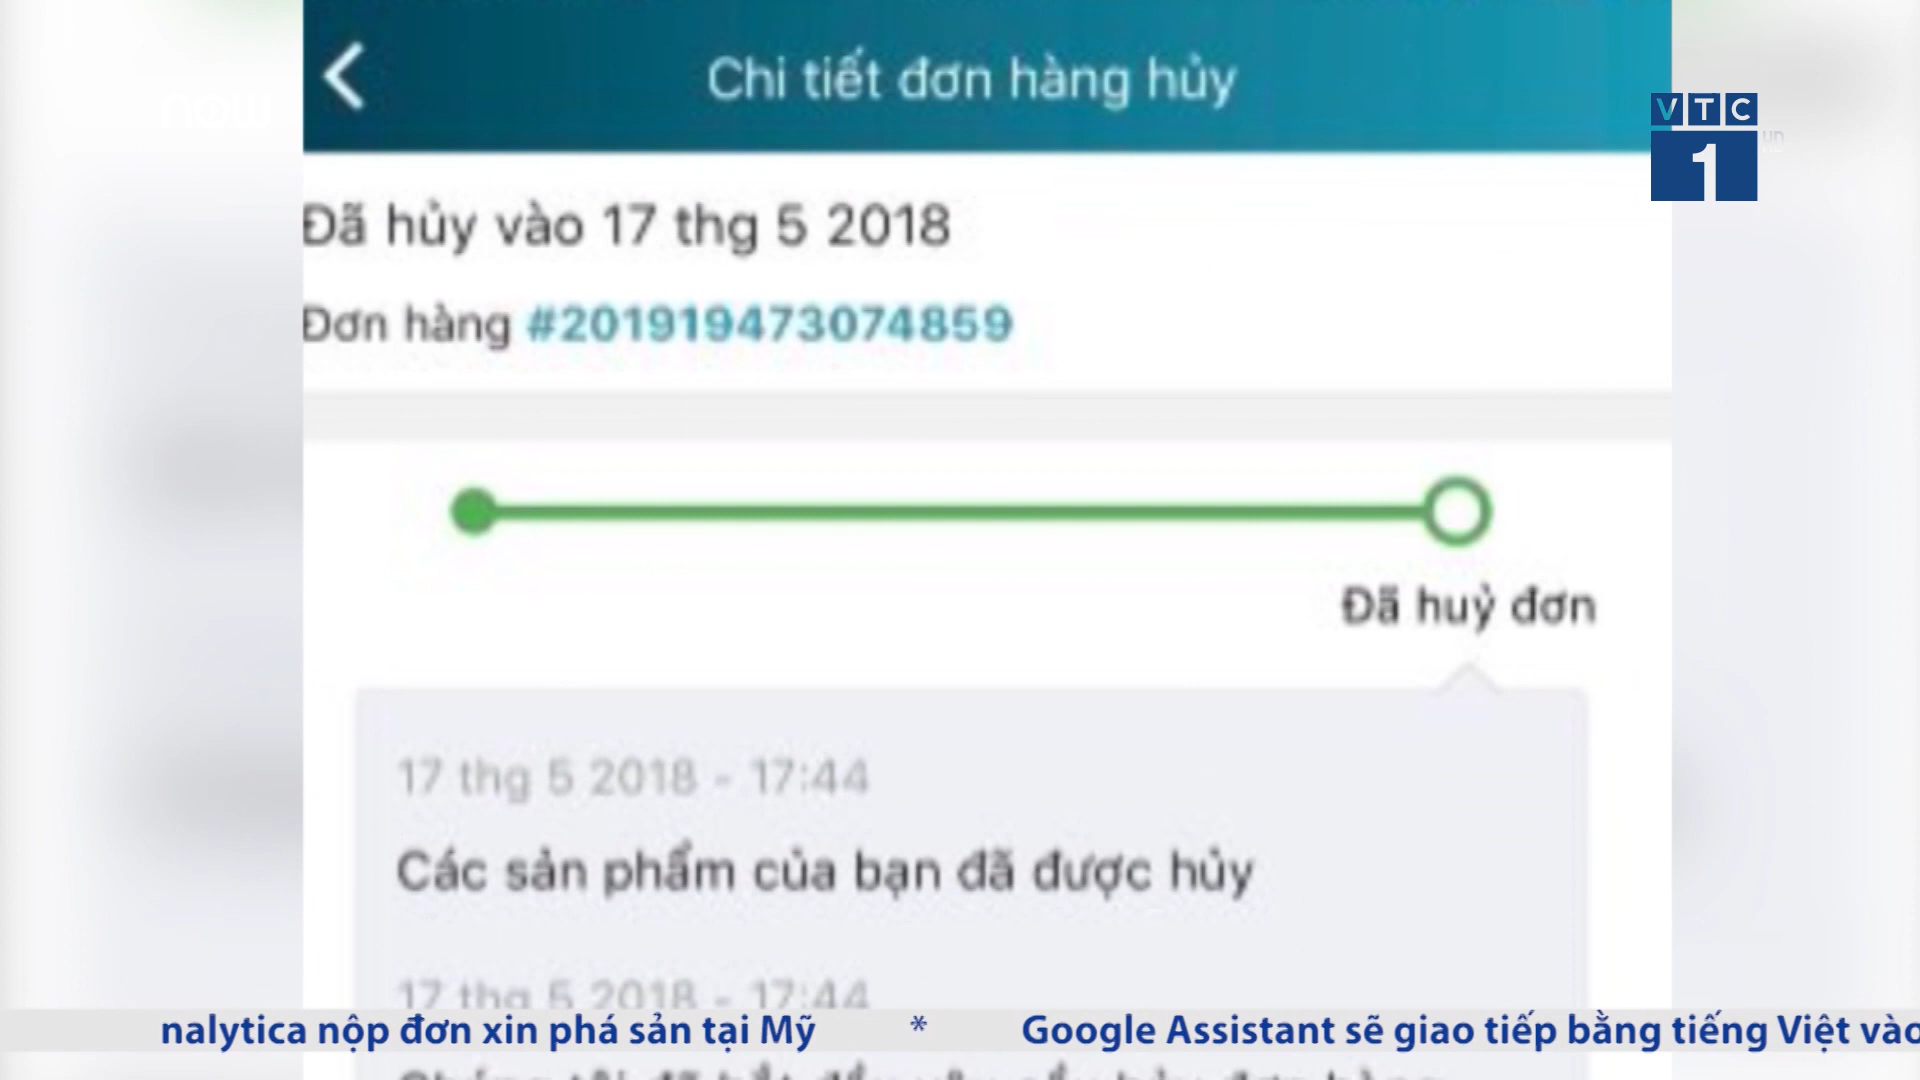 Chi tiết đơn hàng hủy
now
VTC
1
Đã hủy vào 17 thg 5 2018
Đơn hàng #201919473074859
Đã huỷ đơn
17 thg 5 2018 - 17:44
Các sản phẩm của bạn đã được hủy
17 thg 5 2018 - 17:44
nalytica nộp đơn xin phá sản tại Mỹ * Google Assistant sẽ giao tiếp bằng tiếng Việt vào